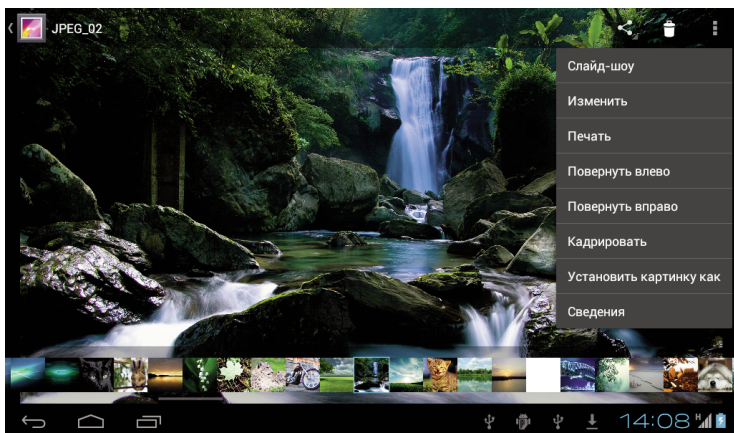 JPEG_02
Слайд-шоу
Изменить
Печать
Повернуть влево
Повернуть вправо
Кадрировать
Установить картинку как
Сведения
14:08 H